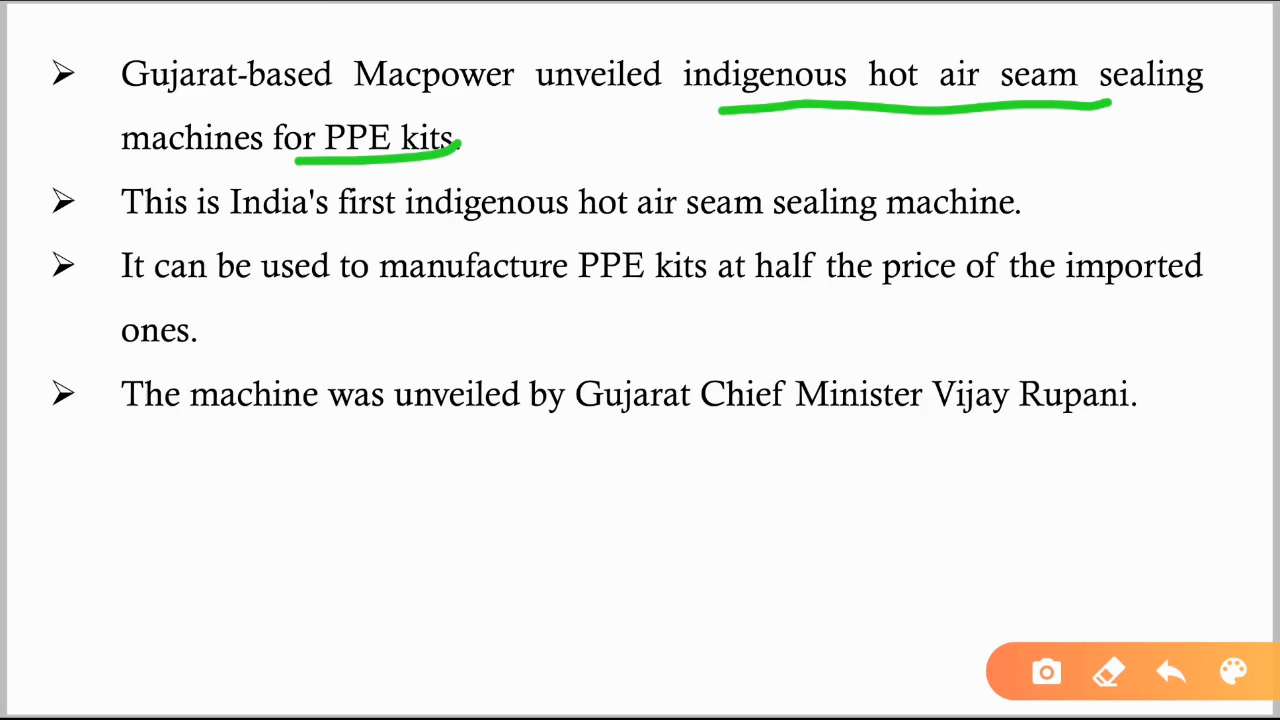 ➢ Gujarat-based Macpower unveiled indigenous hot air seam sealing
machines for PPE kits.
➢ This is India's first indigenous hot air seam sealing machine.
➢ It can be used to manufacture PPE kits at half the price of the imported
ones.
➢ The machine was unveiled by Gujarat Chief Minister Vijay Rupani.